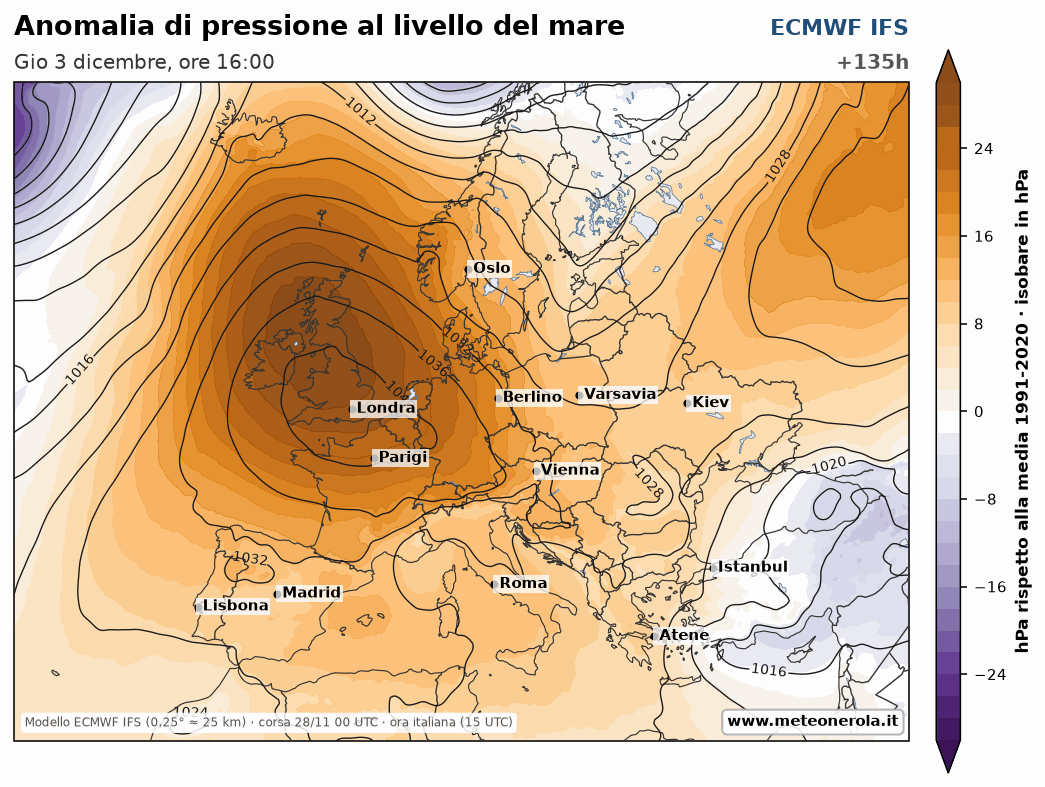 Anomalia di pressione al livello del mare
ECMWF IFS
Gio 3 dicembre, ore 16:00
+135h
1012
1028
24
16
8
0
−8
−16
−24
hPa rispetto alla media 1991-2020 · isobare in hPa
Oslo
1016
1036
Londra
Berlino
Varsavia
Kiev
Parigi
Vienna
1020
1028
1032
Istanbul
Roma
Madrid
Lisbona
Atene
1016
1024
Modello ECMWF IFS (0,25° ≈ 25 km) · corsa 28/11 00 UTC · ora italiana (15 UTC)
www.meteonerola.it